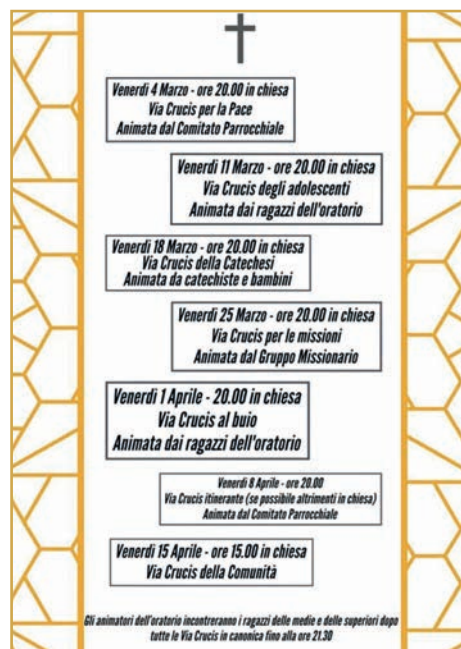 Venerdì 4 Marzo - ore 20.00 in chiesa
Via Crucis per la Pace
Animata dal Comitato Parrocchiale
Venerdì 11 Marzo - ore 20.00 in chiesa
Via Crucis degli adolescenti
Animata dai ragazzi dell'oratorio
Venerdì 18 Marzo - ore 20.00 in chiesa
Via Crucis della Catechesi
Animata da catechiste e bambini
Venerdì 25 Marzo - ore 20.00 in chiesa
Via Crucis per le missioni
Animata dal Gruppo Missionario
Venerdì 1 Aprile - 20.00 in chiesa
Via Crucis al buio
Animata dai ragazzi dell'oratorio
Venerdì 8 Aprile - ore 20.00
Via Crucis itinerante (se possibile altrimenti in chiesa)
Animata dal Comitato Parrocchiale
Venerdì 15 Aprile - ore 15.00 in chiesa
Via Crucis della Comunità
Gli animatori dell'oratorio incontreranno i ragazzi delle medie e delle superiori dopo
tutte le Via Crucis in canonica fino alla ore 21.30